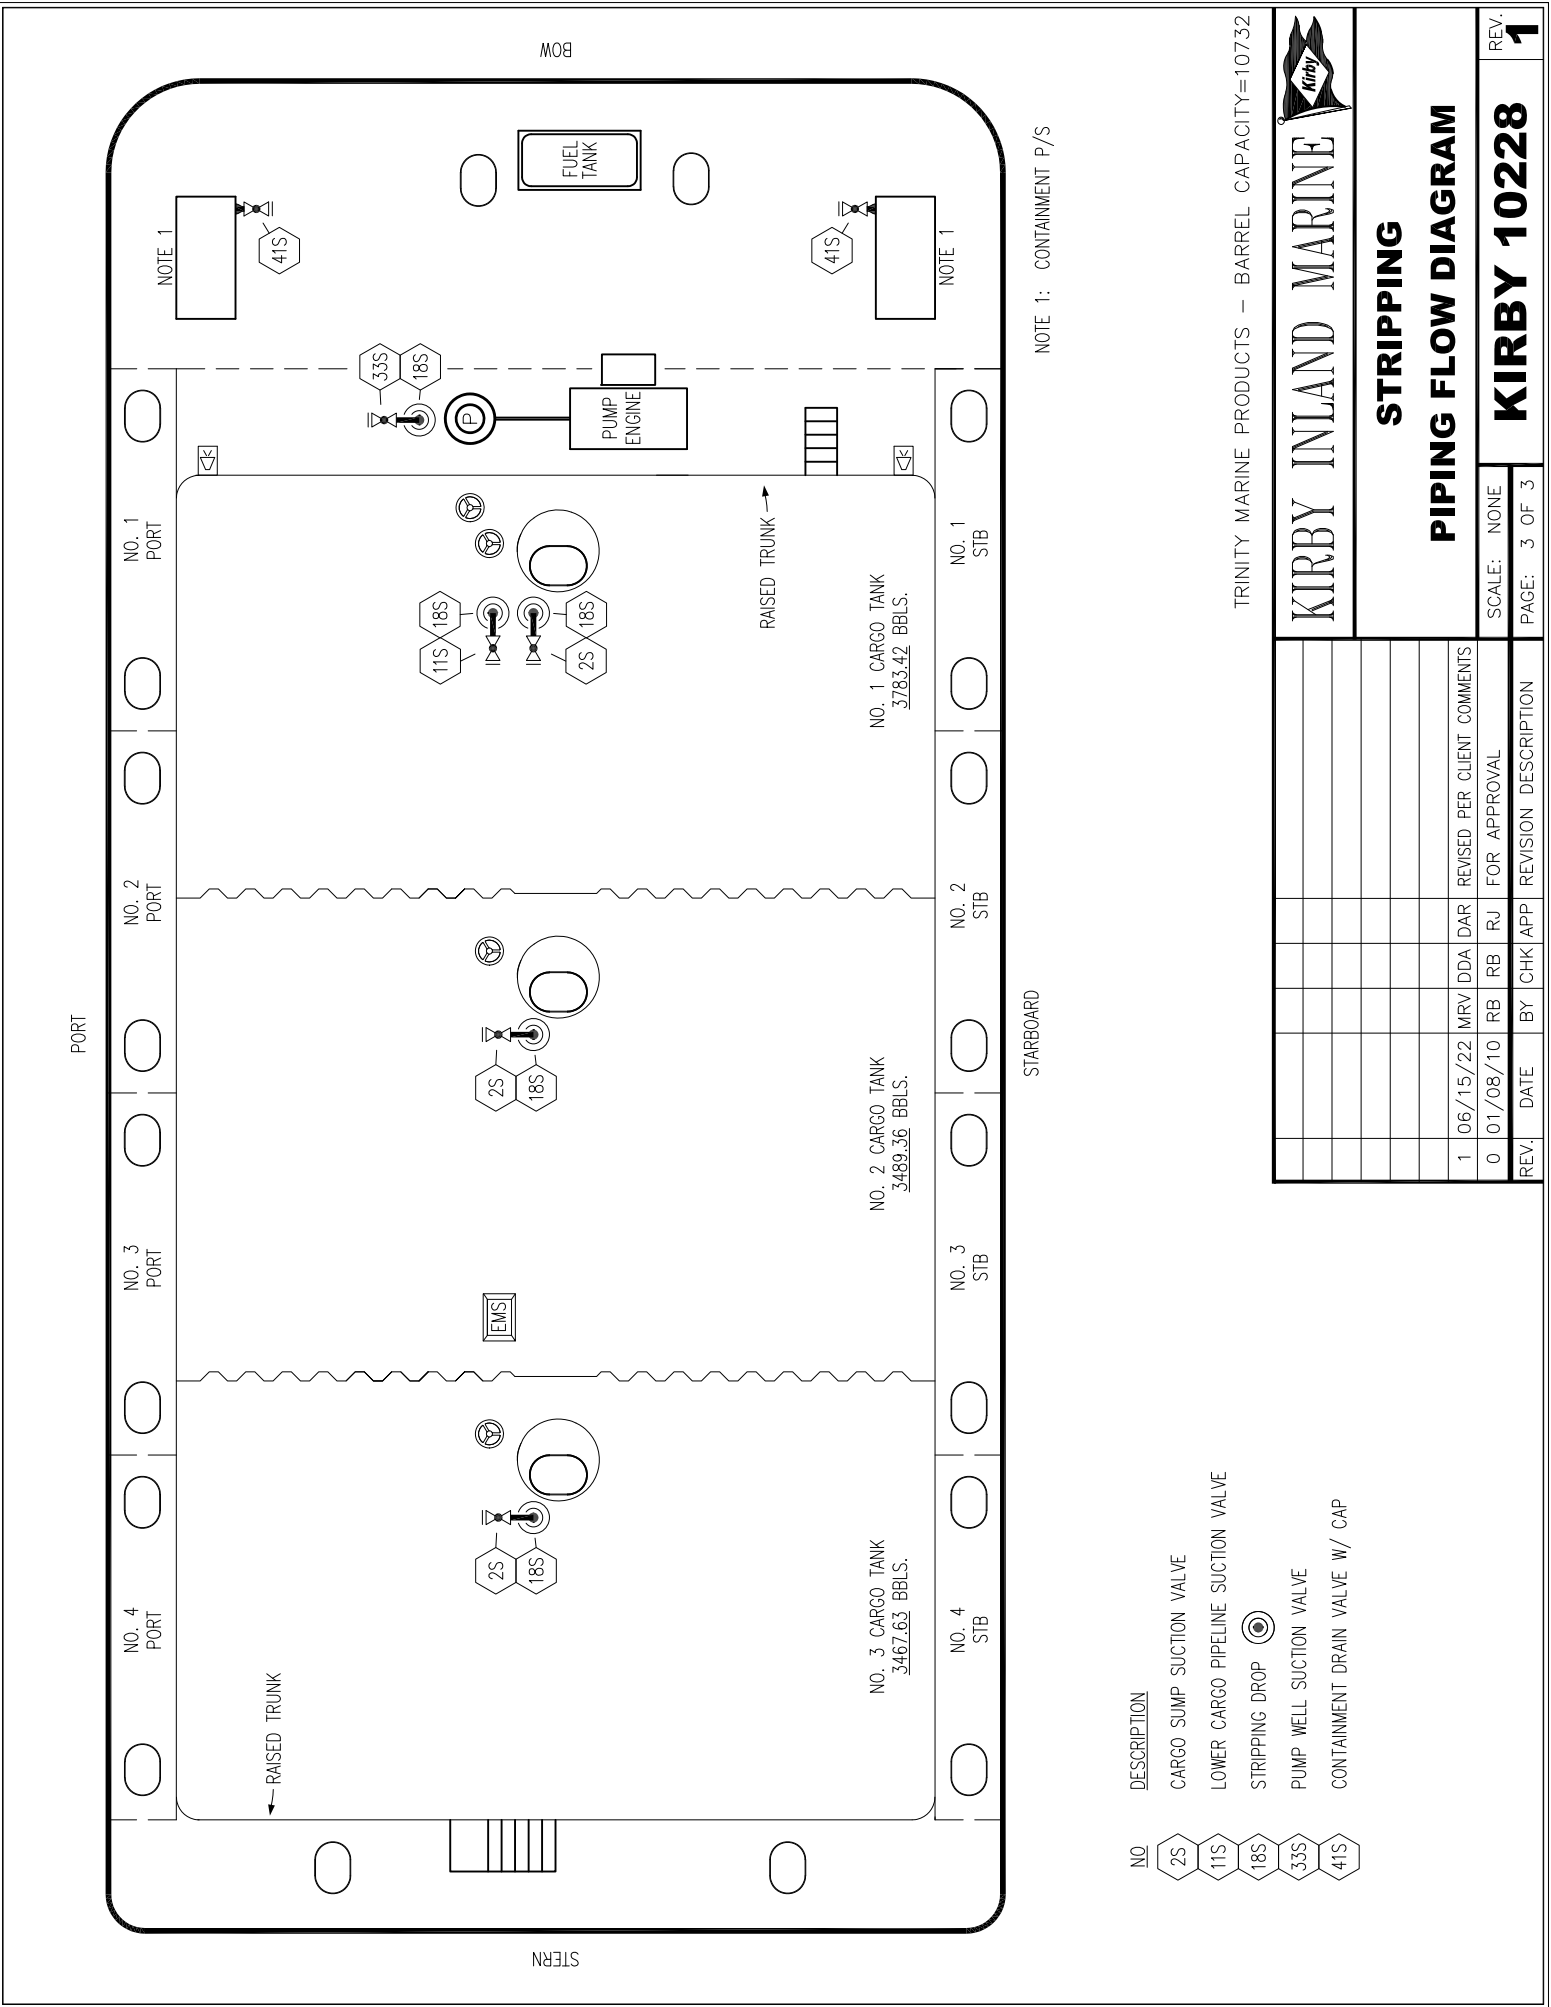 PORT
NO. 4
PORT
NO. 3
PORT
NO. 2
PORT
NO. 1
PORT
NOTE 1
41S
RAISED TRUNK
33S
18S
P
PUMP
ENGINE
FUEL
TANK
STERN
BOW
2S
18S
EMS
2S
18S
11S
18S
2S
18S
RAISED TRUNK
NO. 3 CARGO TANK
3467.63 BBLS.
NO. 2 CARGO TANK
3489.36 BBLS.
NO. 1 CARGO TANK
3783.42 BBLS.
41S
NOTE 1
NO. 4
STB
NO. 3
STB
NO. 2
STB
NO. 1
STB
STARBOARD
NOTE 1: CONTAINMENT P/S
NO DESCRIPTION
2S CARGO SUMP SUCTION VALVE
11S LOWER CARGO PIPELINE SUCTION VALVE
18S STRIPPING DROP
33S PUMP WELL SUCTION VALVE
41S CONTAINMENT DRAIN VALVE W/ CAP
TRINITY MARINE PRODUCTS - BARREL CAPACITY=10732
KIRBY INLAND MARINE
Kirby
STRIPPING
PIPING FLOW DIAGRAM
1 06/15/22 MRV DDA DAR REVISED PER CLIENT COMMENTS
0 01/08/10 RB RB RJ FOR APPROVAL
REV. DATE BY CHK APP REVISION DESCRIPTION
SCALE: NONE
PAGE: 3 OF 3
KIRBY 10228
REV.
1